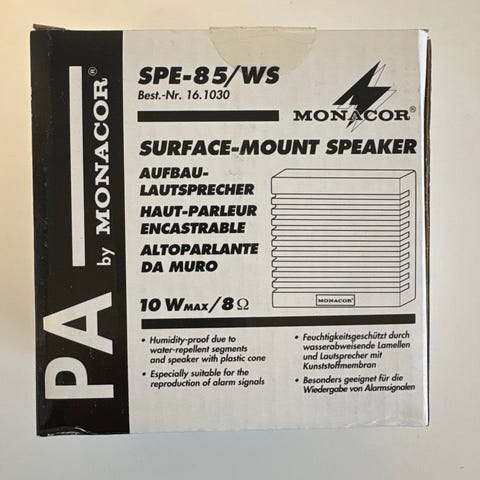 PA by MONACOR®
SPE-85/WS
Best.-Nr. 16.1030
MONACOR®
SURFACE-MOUNT SPEAKER
AUFBAU-
LAUTSPRECHER
HAUT-PARLEUR
ENCASTRABLE
ALTOPARLANTE
DA MURO
MONACOR®
10 WMAX/8 Ω
• Humidity-proof due to
water-repellent segments
and speaker with plastic cone
• Especially suitable for the
reproduction of alarm signals
• Feuchtigkeitsgeschützt durch
wasserabweisende Lamellen
und Lautsprecher mit
Kunststoffmembran
• Besonders geeignet für die
Wiedergabe von Alarmsignalen